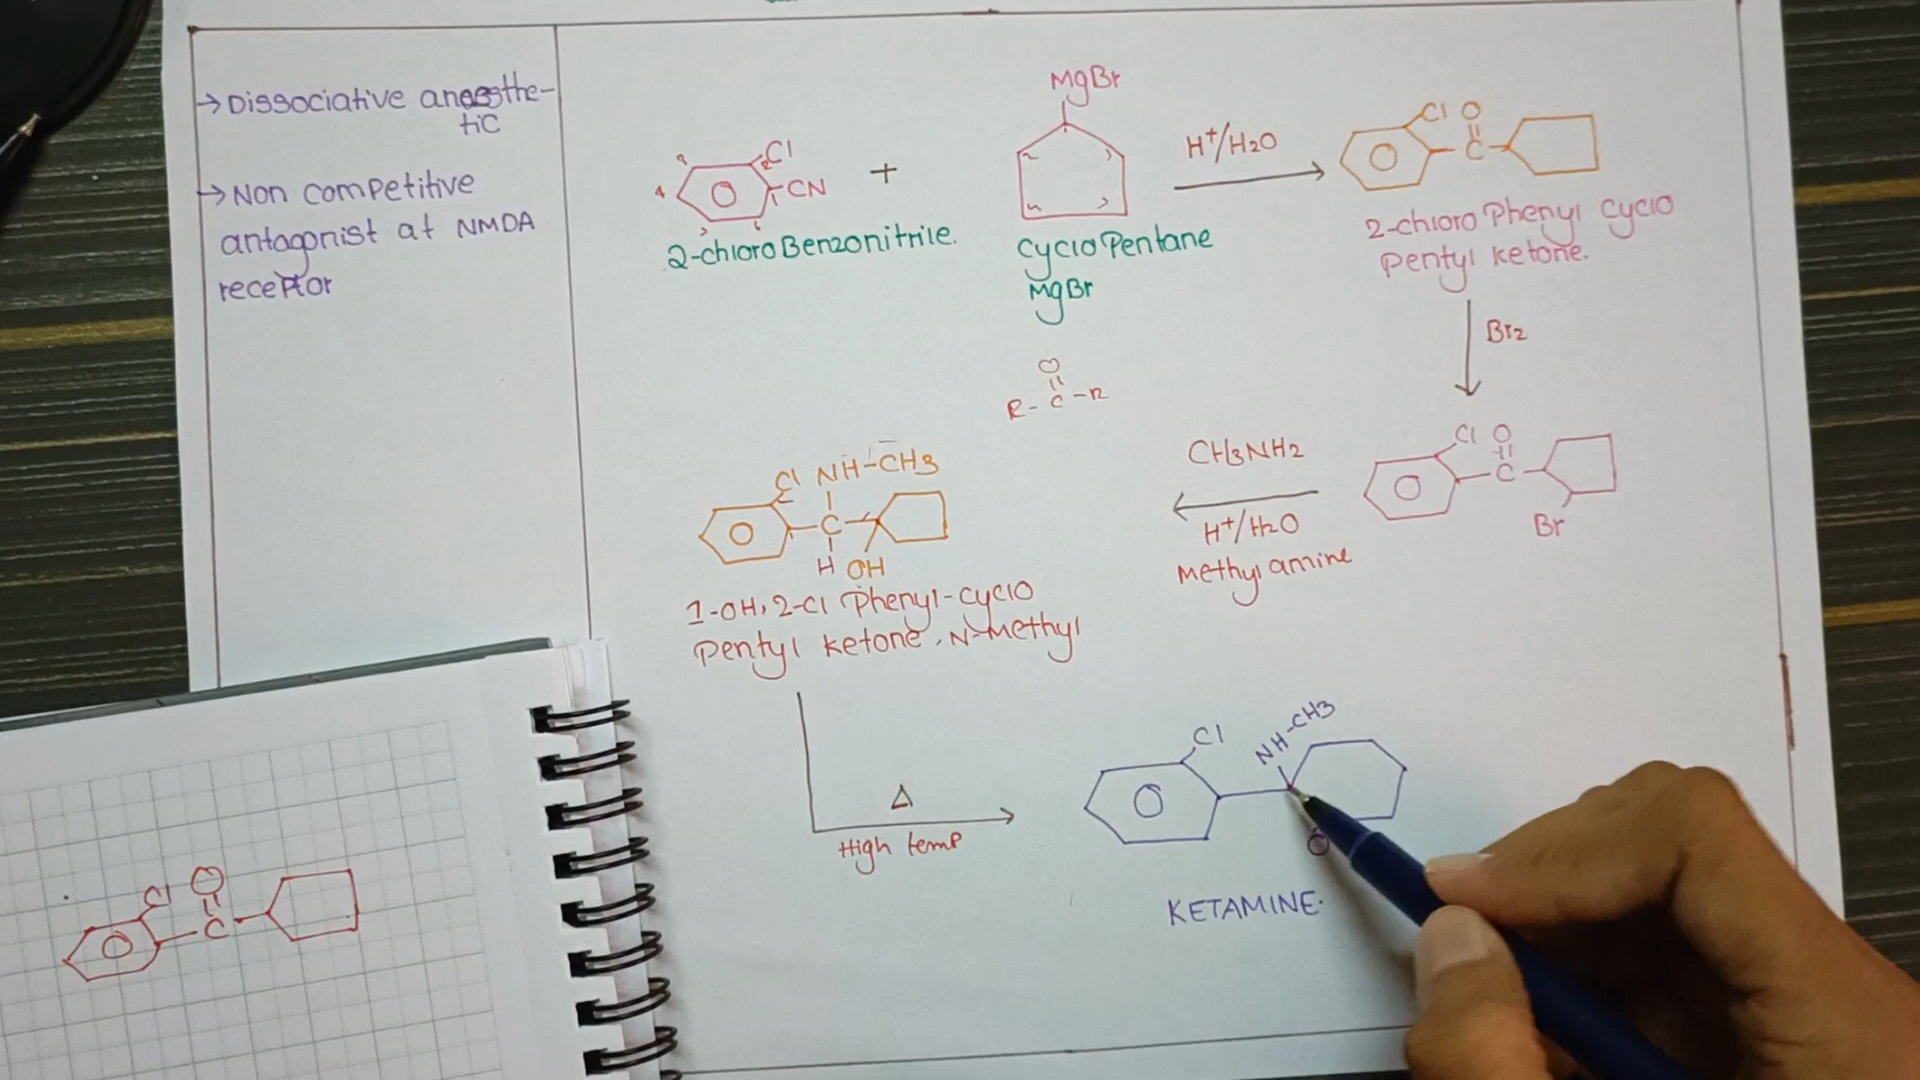 → Dissociative anaesthe-
tic
→ Non competitive
antagonist at NMDA
receptor
Cl
CN
2-chloro Benzonitrile.
+
MgBr
cyclo Pentane
MgBr
H+/H2O
Cl O
C
2-chloro Phenyl cyclo
pentyl ketone.
Br2
O
R-C-R
Cl O
C
Br
CH3NH2
H+/H2O
Methyl amine
Cl NH-CH3
C
H OH
1-OH, 2-Cl Phenyl-cyclo
pentyl ketone, N-methyl
Δ
High temp
Cl
NH-CH3
O
KETAMINE.
Cl O
C